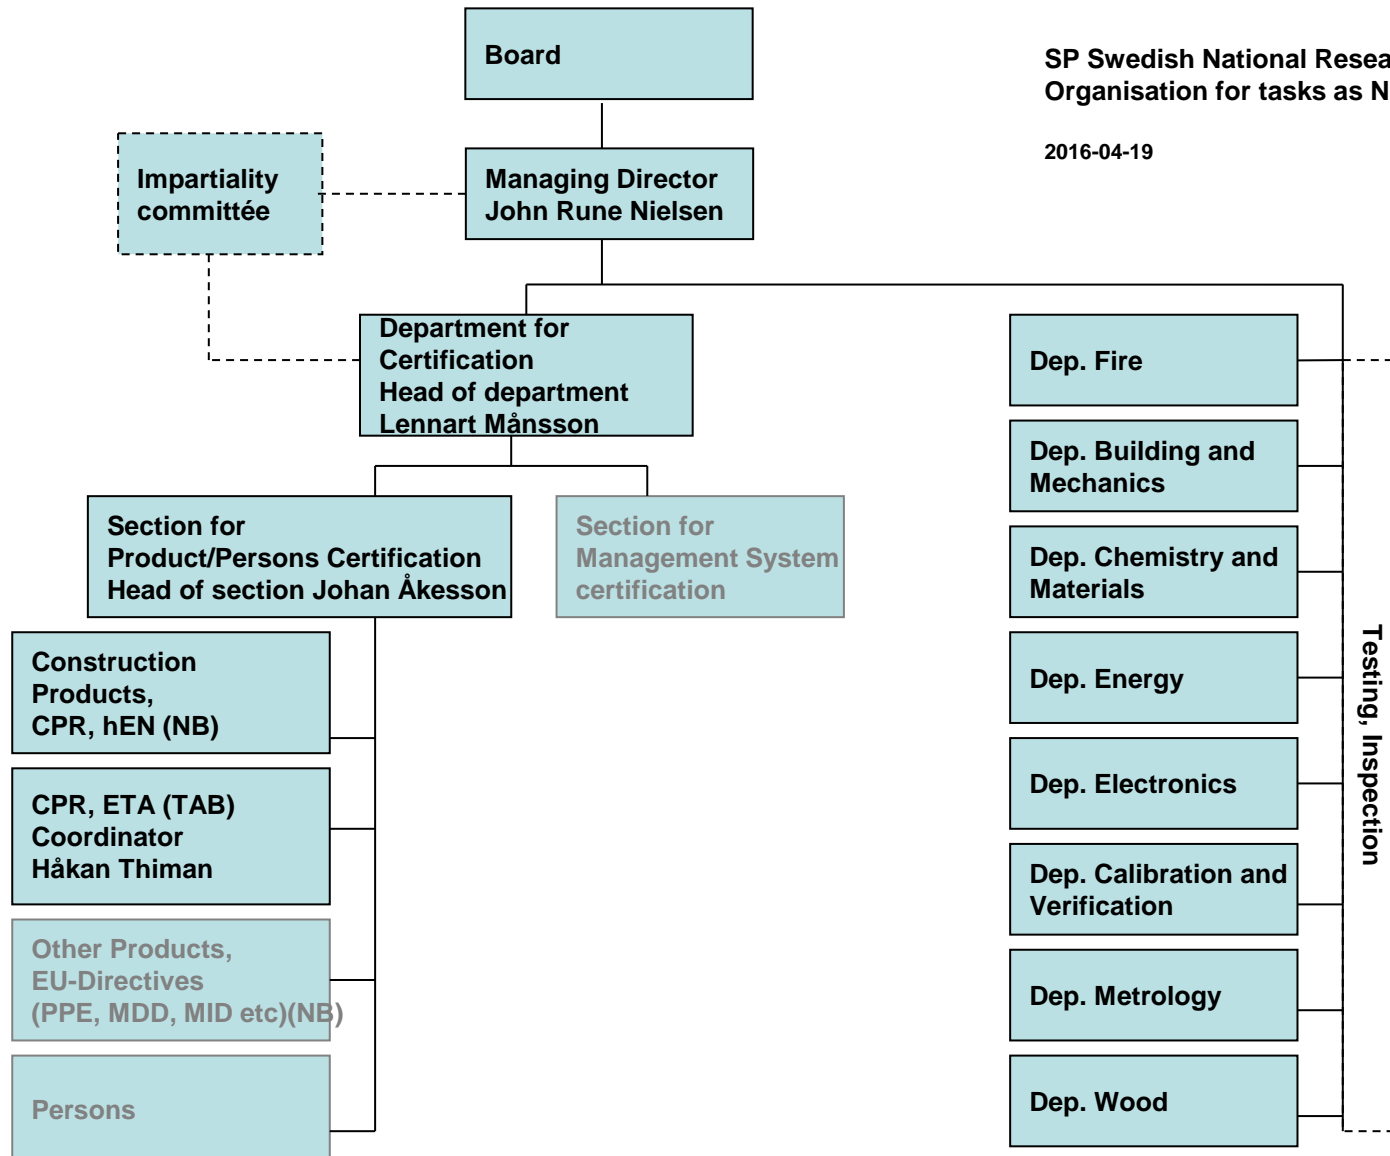 Board
SP Swedish National Resea
Organisation for tasks as N
2016-04-19
Impartiality
committée
Managing Director
John Rune Nielsen
Department for
Certification
Head of department
Lennart Månsson
Section for
Product/Persons Certification
Head of section Johan Åkesson
Section for
Management System
certification
Construction
Products,
CPR, hEN (NB)
CPR, ETA (TAB)
Coordinator
Håkan Thiman
Other Products,
EU-Directives
(PPE, MDD, MID etc)(NB)
Persons
Dep. Fire
Dep. Building and
Mechanics
Dep. Chemistry and
Materials
Dep. Energy
Dep. Electronics
Dep. Calibration and
Verification
Dep. Metrology
Dep. Wood
Testing, Inspection